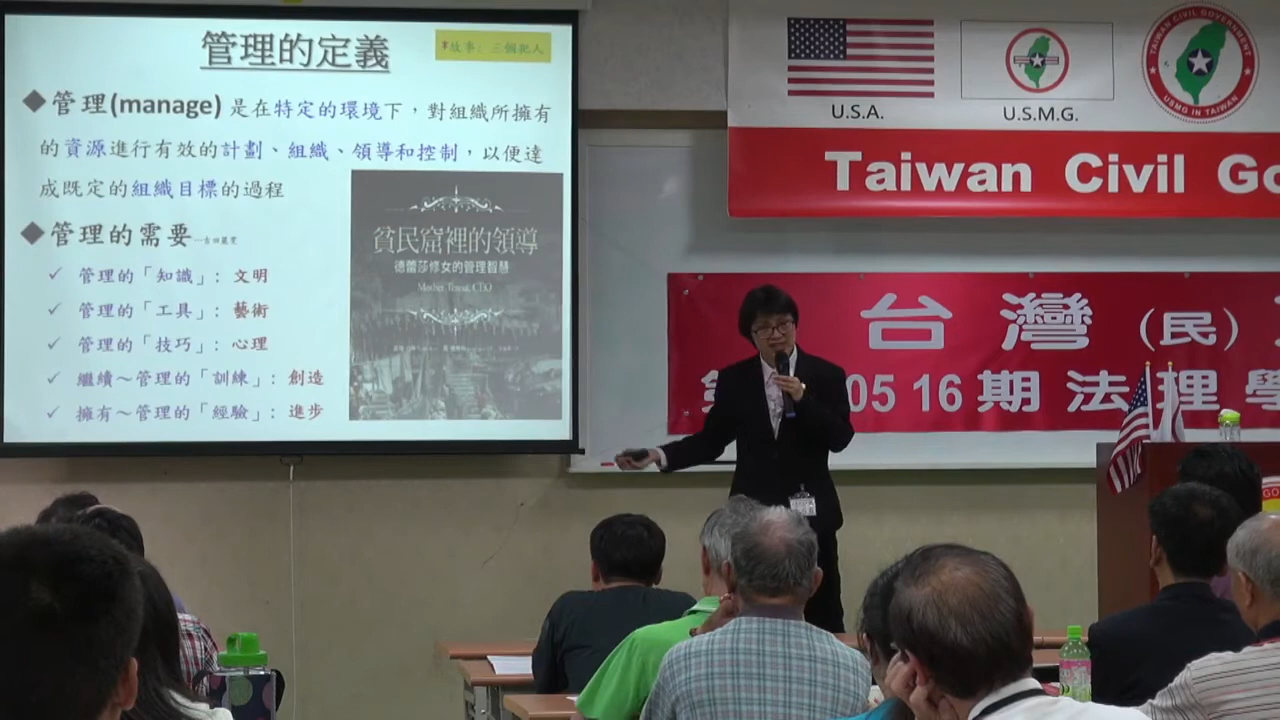 管理的定義
故事：三個犯人
◆管理(manage) 是在特定的環境下，對組織所擁有
的資源進行有效的計劃、組織、領導和控制，以便達
成既定的組織目標的過程
◆管理的需要
✓ 管理的「知識」：文明
✓ 管理的「工具」：藝術
✓ 管理的「技巧」：心理
✓ 繼續～管理的「訓練」：創造
✓ 擁有～管理的「經驗」：進步
貧民窟裡的領導
德蕾莎修女的管理智慧
Mother Teresa, CEO
U.S.A.
U.S.M.G.
TAIWAN CIVIL GOVERNMENT
USMG IN TAIWAN
Taiwan Civil Go
台灣(民)
05 16 期法理學